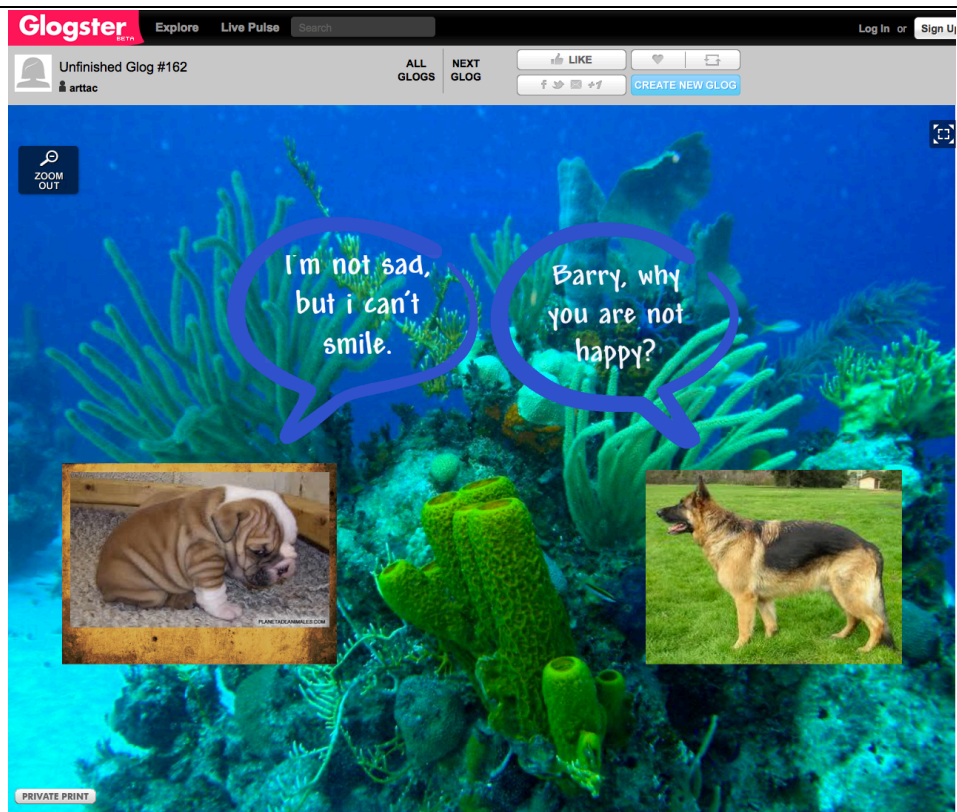 Glogster
BETA
Explore Live Pulse Search
Log In or Sign Up
Unfinished Glog #162
arttac
ALL GLOGS
NEXT GLOG
LIKE
+1
CREATE NEW GLOG
ZOOM
OUT
I'm not sad,
but i can't
smile.
Barry, why
you are not
happy?
PLANETADEANIMALES.COM
PRIVATE PRINT